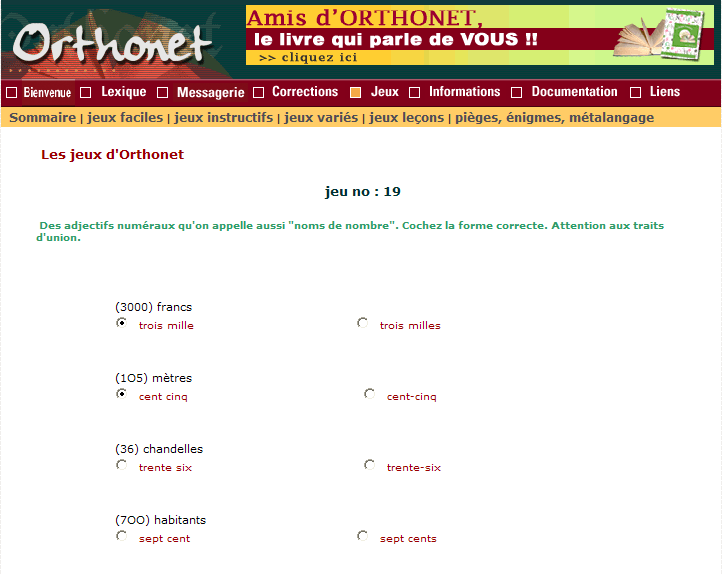 Orthonet
Amis d'ORTHONET,
le livre qui parle de VOUS !!
>> cliquez ici
Bienvenue Lexique Messagerie Corrections Jeux Informations Documentation Liens
Sommaire | jeux faciles | jeux instructifs | jeux variés | jeux leçons | pièges, énigmes, métalangage
Les jeux d'Orthonet
jeu no : 19
Des adjectifs numéraux qu'on appelle aussi "noms de nombre". Cochez la forme correcte. Attention aux traits
d'union.
(3000) francs
trois mille trois milles
(1O5) mètres
cent cinq cent-cinq
(36) chandelles
trente six trente-six
(7OO) habitants
sept cent sept cents